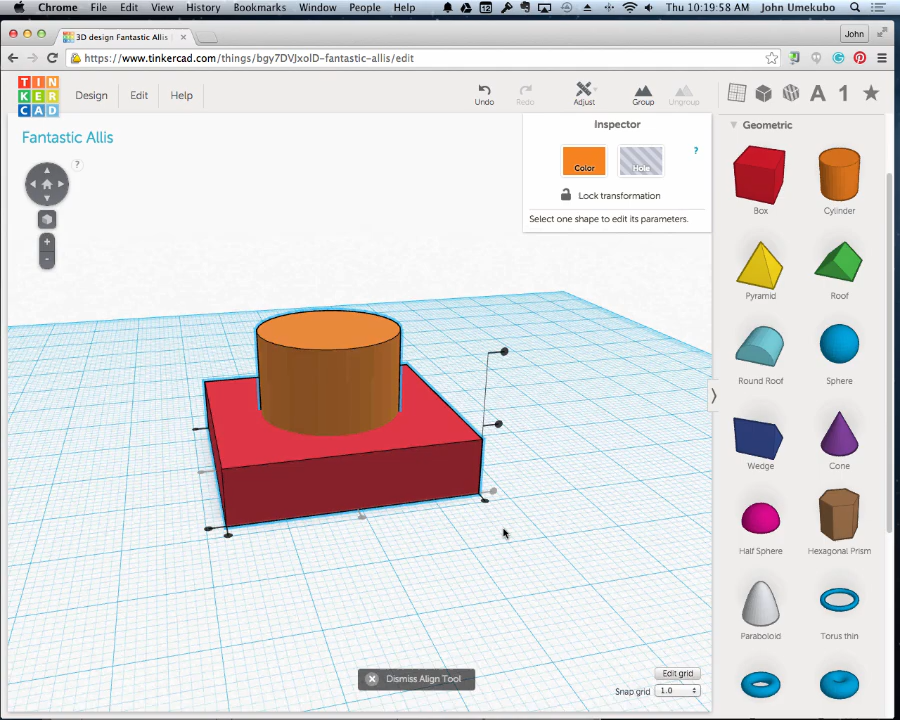 Chrome File Edit View History Bookmarks Window People Help Thu 10:19:58 AM John Umekubo
3D design Fantastic Allis
John
https://www.tinkercad.com/things/bgy7DVJxolD-fantastic-allis/edit
TIN
KER
CAD
Design Edit Help
Undo Redo Adjust Group Ungroup
A 1
Fantastic Allis
?
+
-
Inspector
Color Hole ?
Lock transformation
Select one shape to edit its parameters.
Geometric
Box Cylinder
Pyramid Roof
Round Roof Sphere
Wedge Cone
Half Sphere Hexagonal Prism
Paraboloid Torus thin
Dismiss Align Tool
Edit grid
Snap grid 1.0